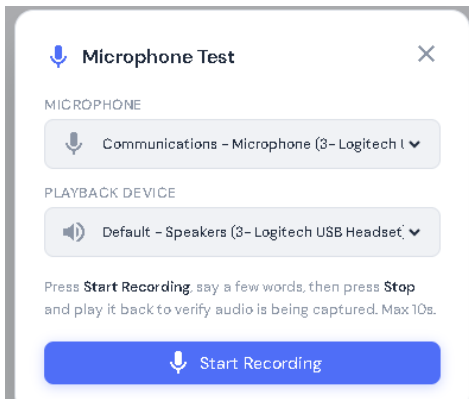 Microphone Test
MICROPHONE
Communications - Microphone (3- Logitech
PLAYBACK DEVICE
Default - Speakers (3- Logitech USB Headset)
Press Start Recording, say a few words, then press Stop
and play it back to verify audio is being captured. Max 10s.
Start Recording